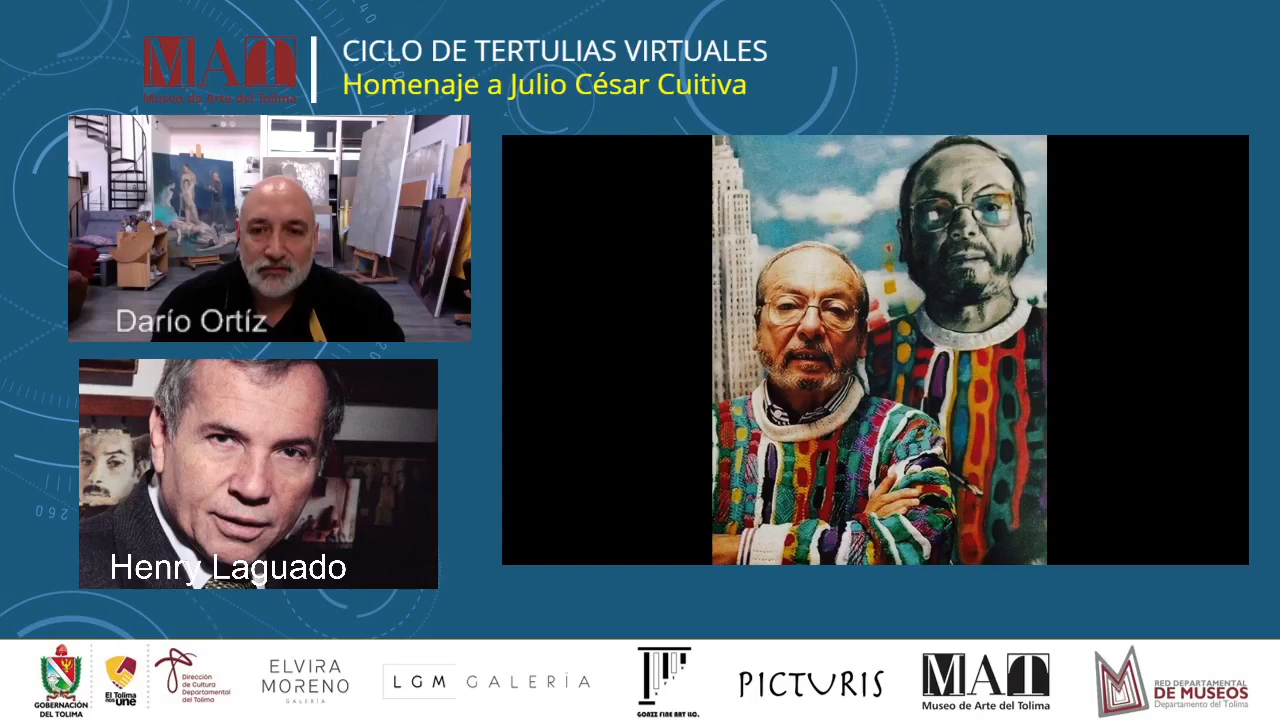 MAT
Museo de Arte del Tolima
CICLO DE TERTULIAS VIRTUALES
Homenaje a Julio César Cuitiva
Darío Ortíz
Henry Laguado
260
GOBERNACIÓN
DEL TOLIMA
El Tolima
nos UNE
Dirección
de Cultura
Departamental
del Tolima
ELVIRA
MORENO
GALERÍA
LGM GALERÍA
GONZZ FINE ART LLC.
PICTURIS
MAT
Museo de Arte del Tolima
RED DEPARTAMENTAL
DE MUSEOS
Departamento del Tolima